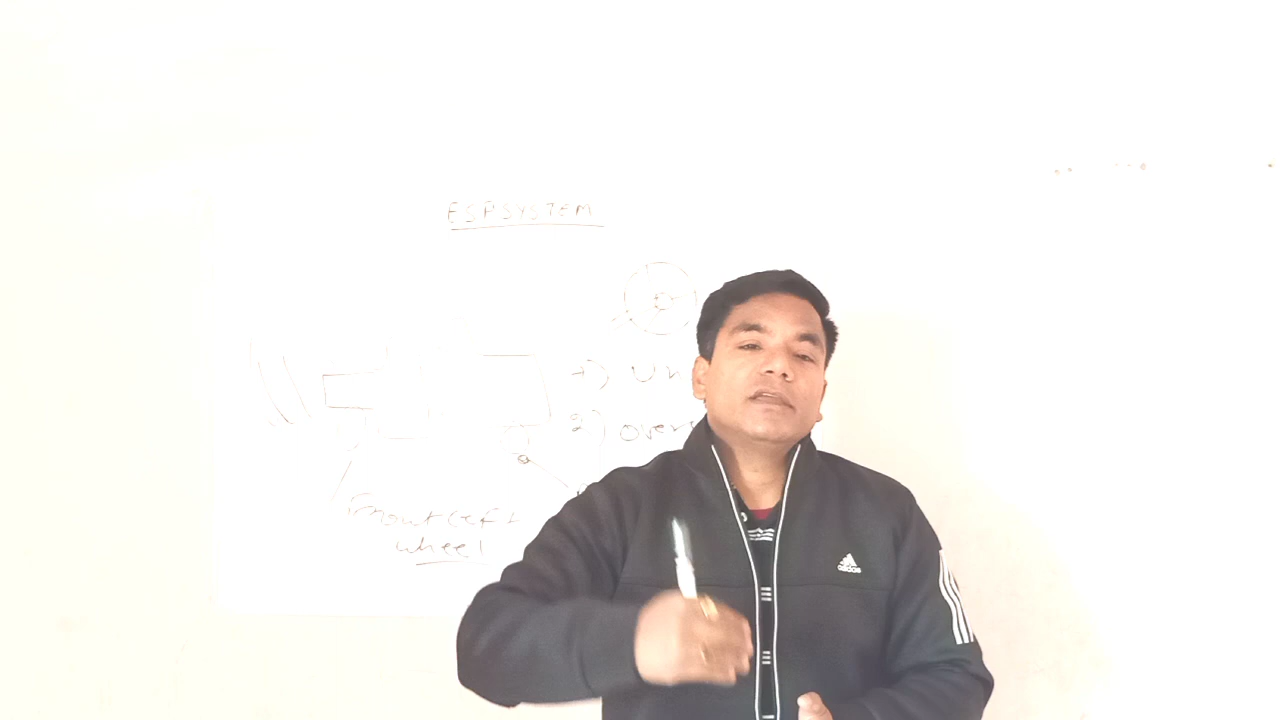 ESP SYSTEM
1) Un
2) over
Front left
wheel
adidas